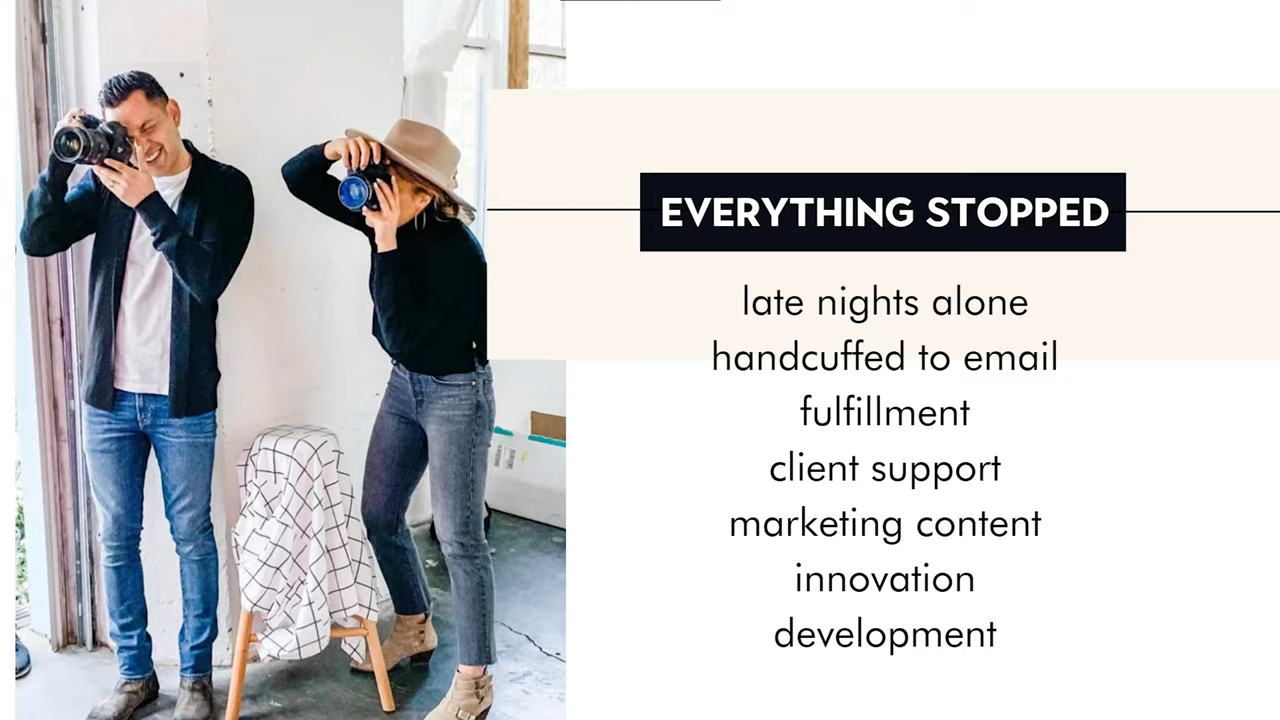 EVERYTHING STOPPED
late nights alone
handcuffed to email
fulfillment
client support
marketing content
innovation
development